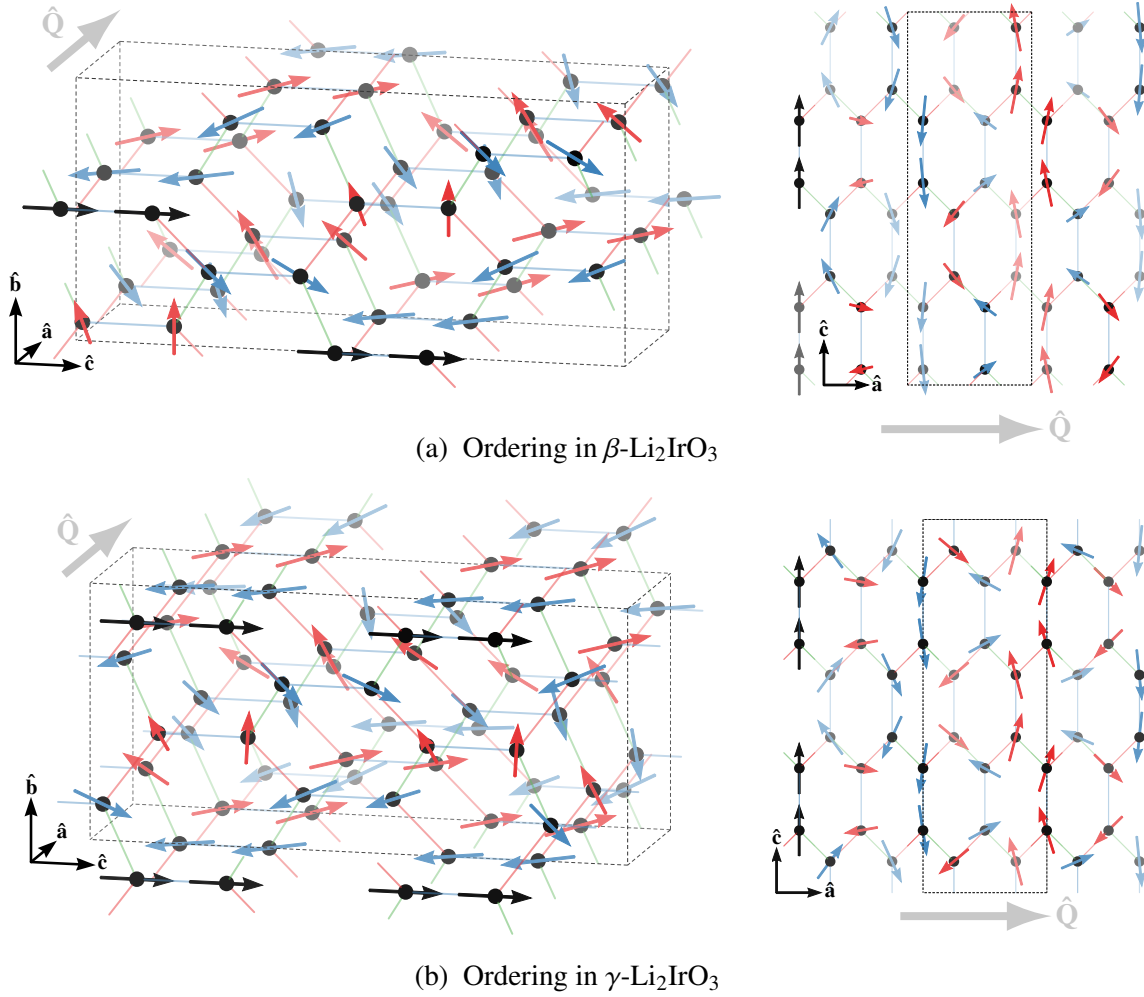 Q̂
b̂
â
ĉ
ĉ
â
Q̂
(a) Ordering in β-Li₂IrO₃
Q̂
b̂
â
ĉ
ĉ
â
Q̂
(b) Ordering in γ-Li₂IrO₃